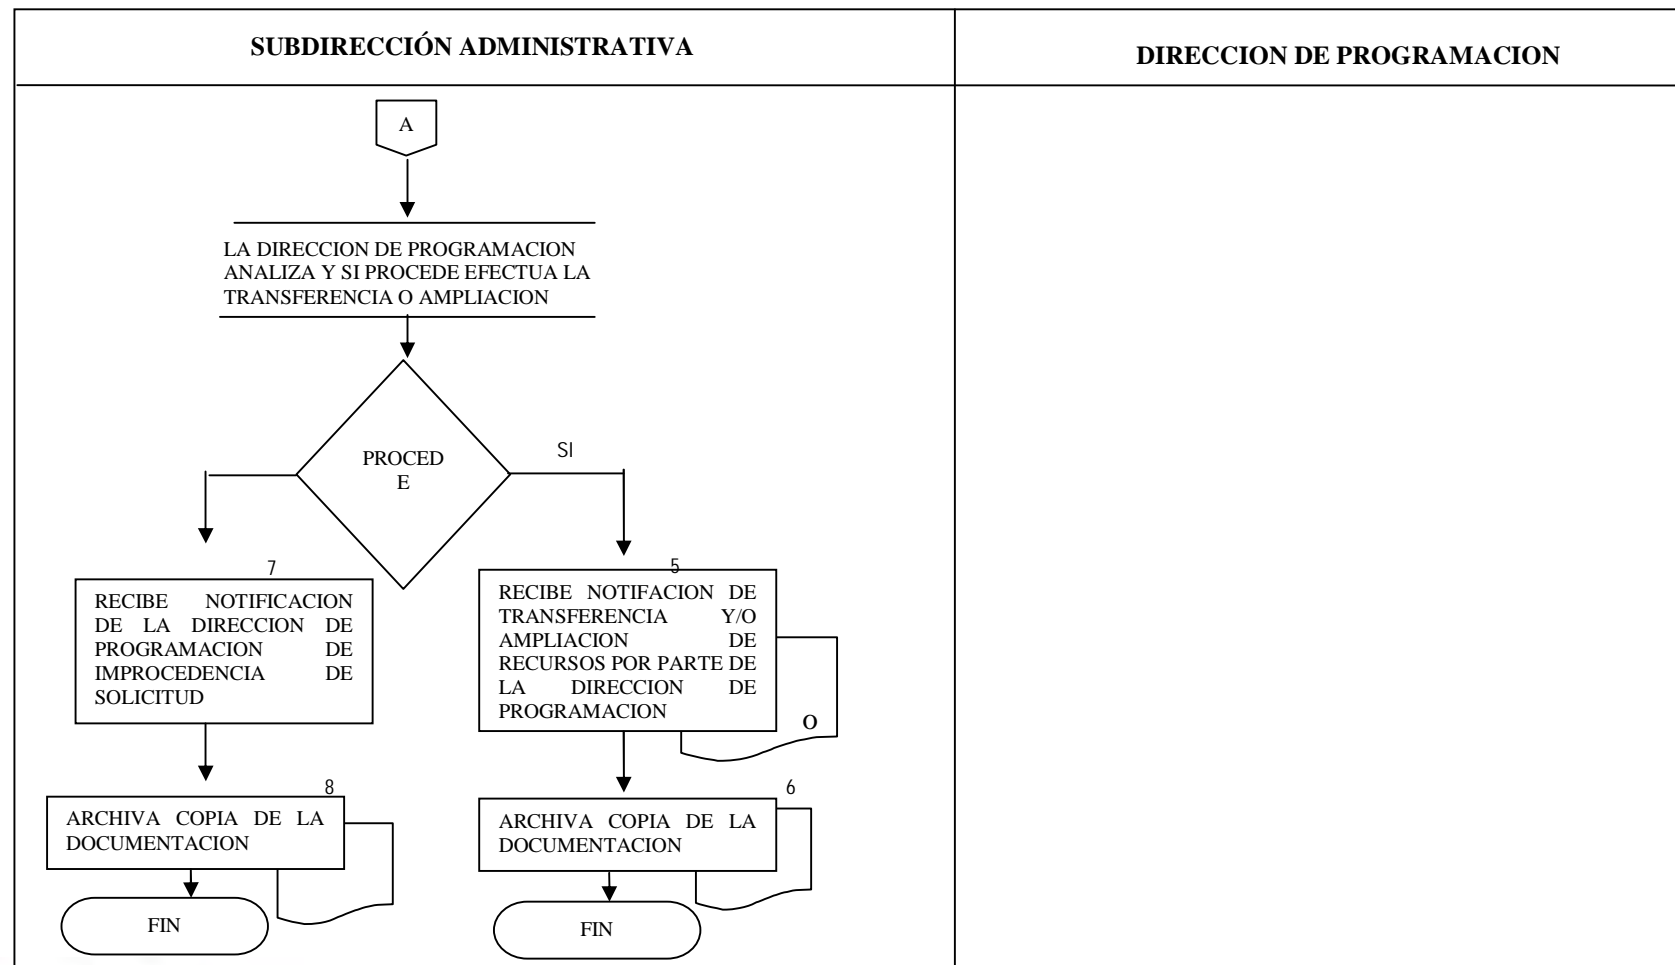 SUBDIRECCIÓN ADMINISTRATIVA
DIRECCION DE PROGRAMACION
A
LA DIRECCION DE PROGRAMACION
ANALIZA Y SI PROCEDE EFECTUA LA
TRANSFERENCIA O AMPLIACION
PROCED
E
SI
7
RECIBE NOTIFICACION
DE LA DIRECCION DE
PROGRAMACION DE
IMPROCEDENCIA DE
SOLICITUD
5
RECIBE NOTIFACION DE
TRANSFERENCIA Y/O
AMPLIACION DE
RECURSOS POR PARTE DE
LA DIRECCION DE
PROGRAMACION
O
8
ARCHIVA COPIA DE LA
DOCUMENTACION
6
ARCHIVA COPIA DE LA
DOCUMENTACION
FIN
FIN